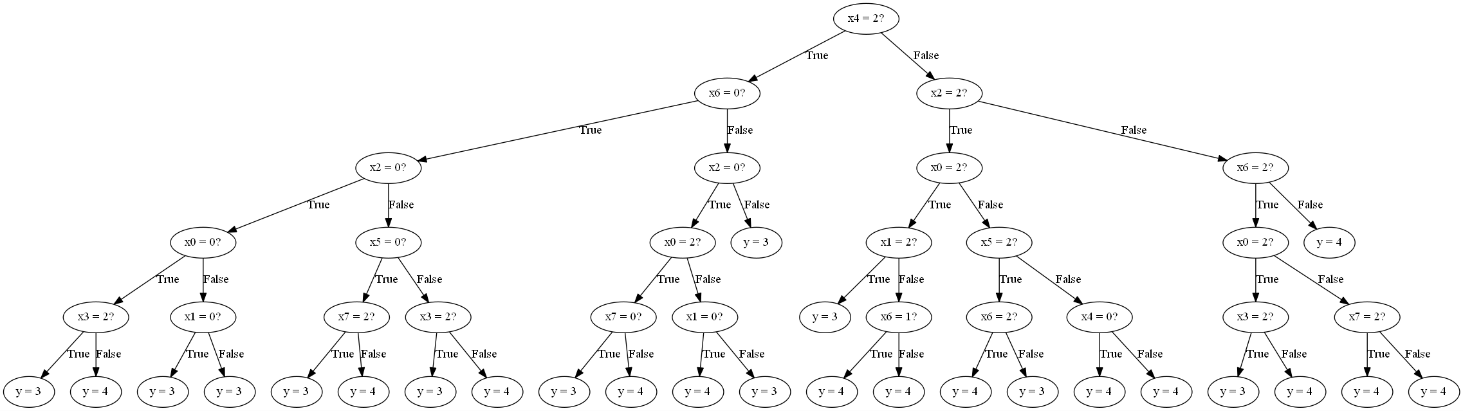 x4 = 2?
True
False
x6 = 0?
x2 = 2?
True
False
True
False
x2 = 0?
x2 = 0?
x0 = 2?
x6 = 2?
True
False
True
False
True
False
True
False
x0 = 0?
x5 = 0?
x0 = 2?
y = 3
x1 = 2?
x5 = 2?
x0 = 2?
y = 4
True
False
True
False
True
False
True
False
True
False
True
False
x3 = 2?
x1 = 0?
x7 = 2?
x3 = 2?
x7 = 0?
x1 = 0?
y = 3
x6 = 1?
x6 = 2?
x4 = 0?
x3 = 2?
x7 = 2?
True
False
True
False
True
False
True
False
True
False
True
False
True
False
True
False
True
False
True
False
True
False
y = 3
y = 4
y = 3
y = 3
y = 3
y = 4
y = 3
y = 4
y = 3
y = 4
y = 4
y = 3
y = 4
y = 4
y = 4
y = 3
y = 4
y = 4
y = 3
y = 4
y = 4
y = 4